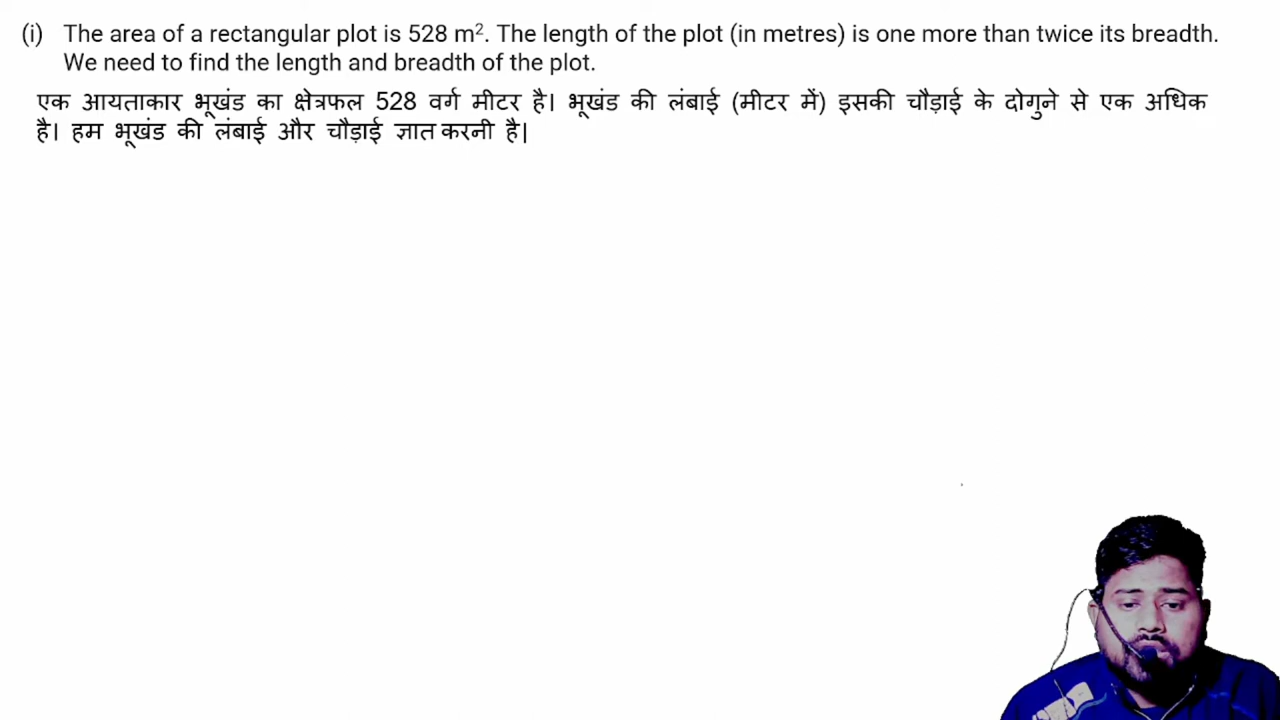 (i) The area of a rectangular plot is 528 m². The length of the plot (in metres) is one more than twice its breadth.
We need to find the length and breadth of the plot.
एक आयताकार भूखंड का क्षेत्रफल 528 वर्ग मीटर है। भूखंड की लंबाई (मीटर में) इसकी चौड़ाई के दोगुने से एक अधिक
है। हम भूखंड की लंबाई और चौड़ाई ज्ञात करनी है।